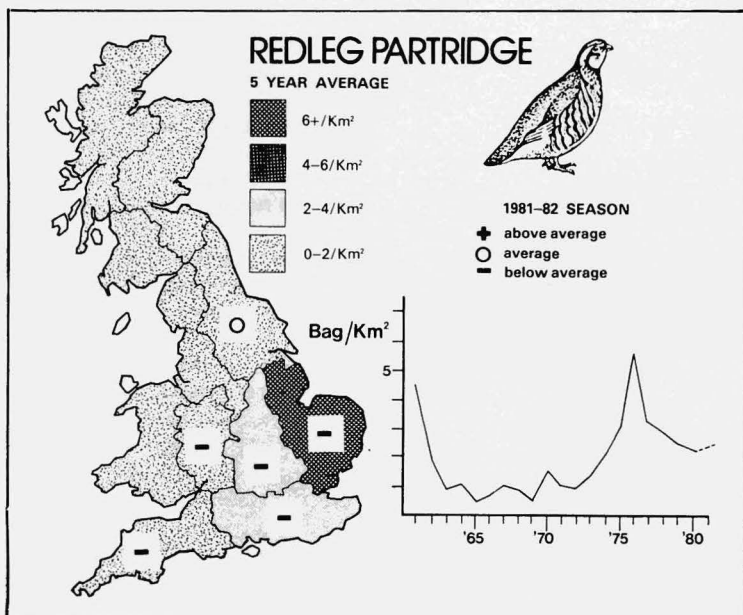 REDLEG PARTRIDGE
5 YEAR AVERAGE
6+/Km²
4–6/Km²
2–4/Km²
0–2/Km²
1981–82 SEASON
+ above average
O average
– below average
Bag/Km²
5
'65 '70 '75 '80